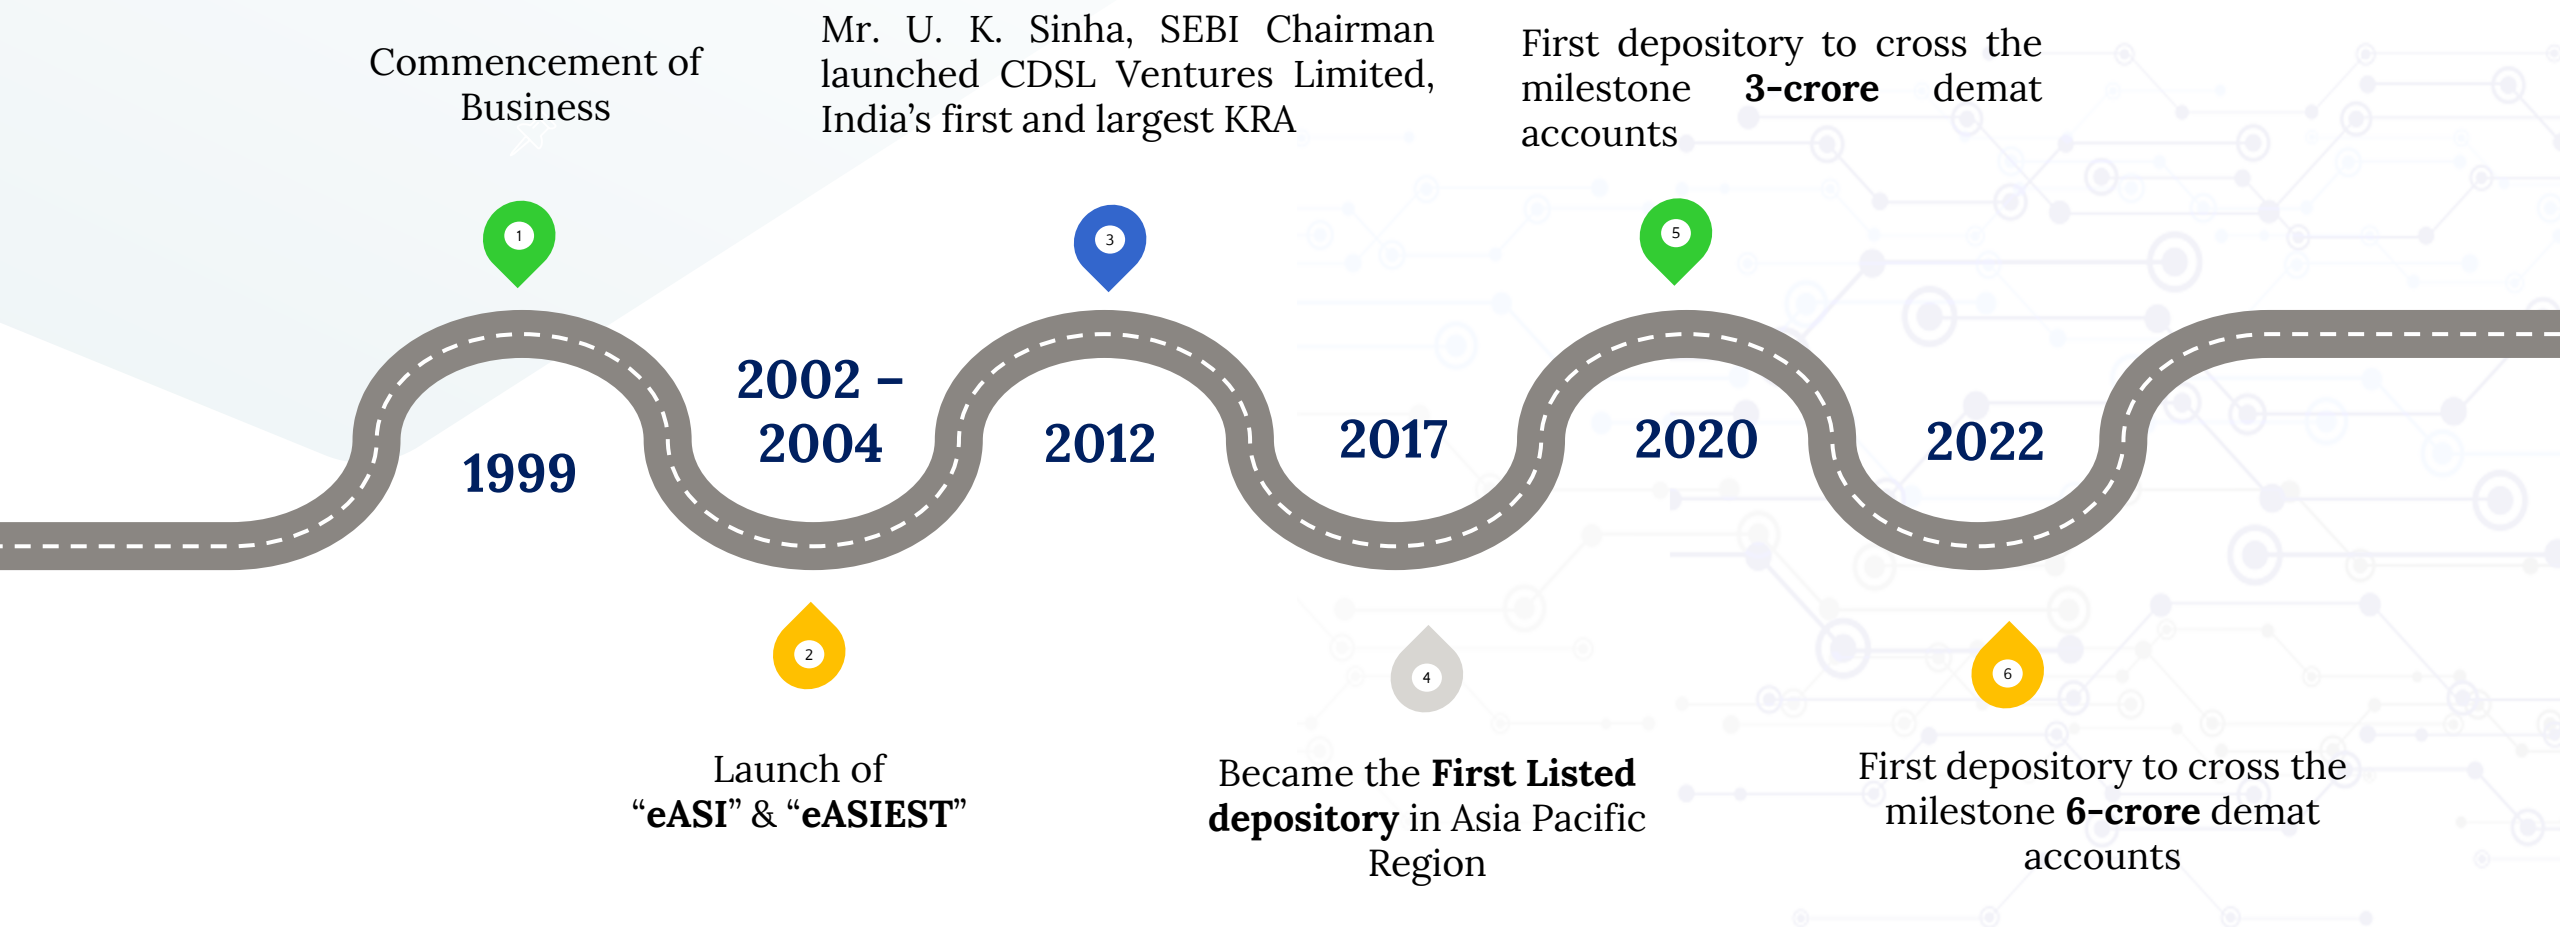 Commencement of
Business
1
1999
2002 –
2004
2
Launch of
“eASI” & “eASIEST”
Mr. U. K. Sinha, SEBI Chairman
launched CDSL Ventures Limited,
India’s first and largest KRA
3
2012
2017
4
Became the First Listed
depository in Asia Pacific
Region
First depository to cross the
milestone 3-crore demat
accounts
5
2020
2022
6
First depository to cross the
milestone 6-crore demat
accounts